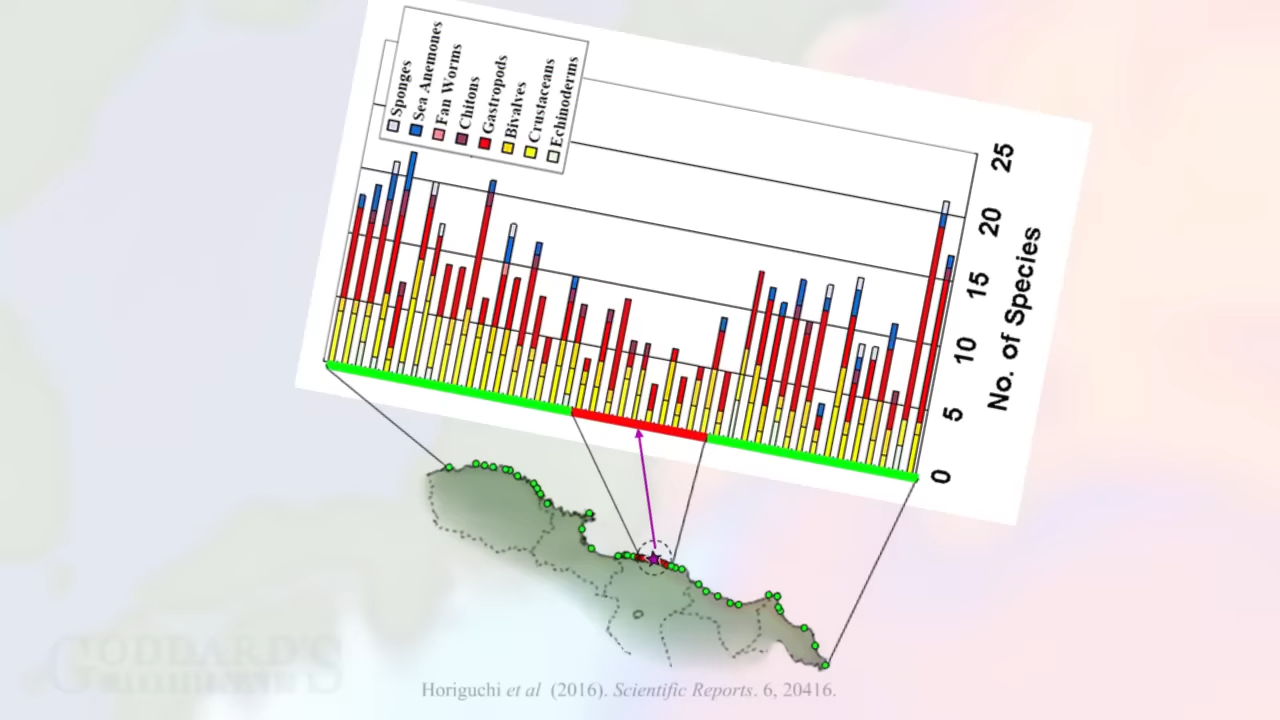 Sponges
Sea Anemones
Fan Worms
Chitons
Gastropods
Bivalves
Crustaceans
Echinoderms
25
20
15
10
5
0
No. of Species
GODDARD'S
Horiguchi et al (2016). Scientific Reports. 6, 20416.